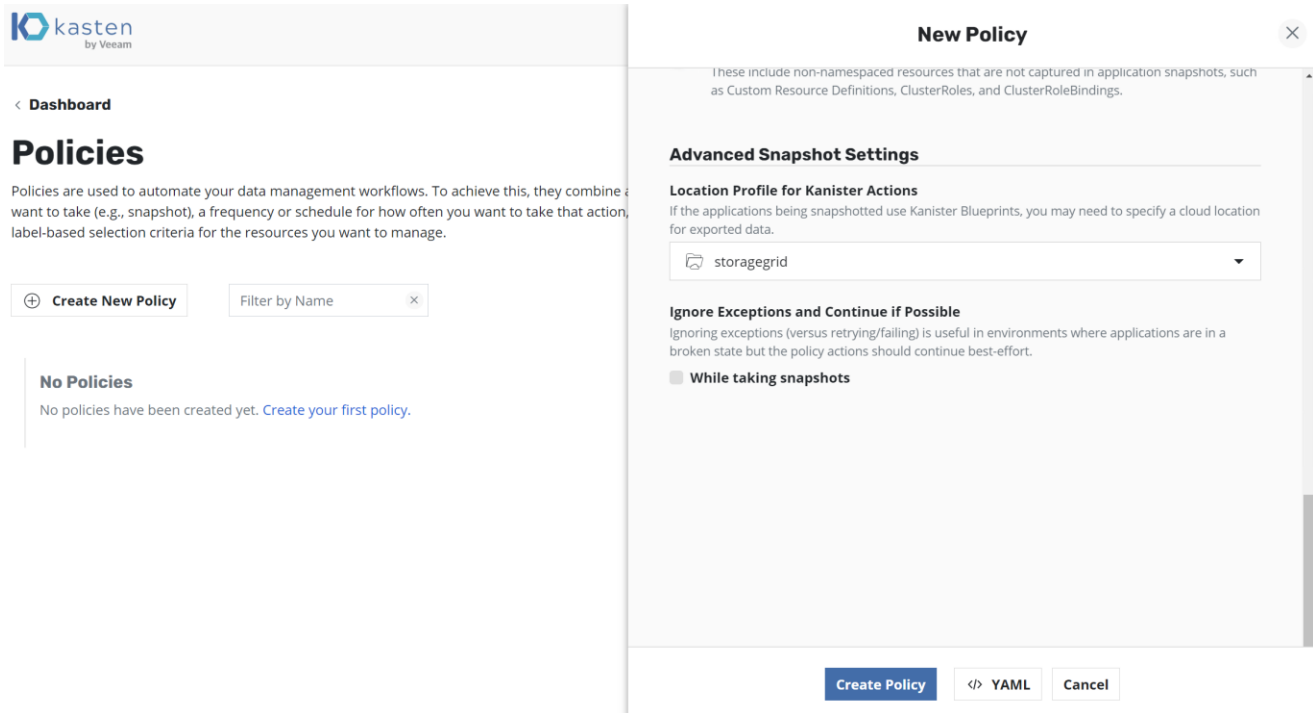 kasten
by Veeam
Dashboard
Policies
Policies are used to automate your data management workflows. To achieve this, they combine
want to take (e.g., snapshot), a frequency or schedule for how often you want to take that action,
label-based selection criteria for the resources you want to manage.
Create New Policy
Filter by Name
No Policies
No policies have been created yet. Create your first policy.
New Policy
These include non-namespaced resources that are not captured in application snapshots, such
as Custom Resource Definitions, ClusterRoles, and ClusterRoleBindings.
Advanced Snapshot Settings
Location Profile for Kanister Actions
If the applications being snapshotted use Kanister Blueprints, you may need to specify a cloud location
for exported data.
storagegrid
Ignore Exceptions and Continue if Possible
Ignoring exceptions (versus retrying/failing) is useful in environments where applications are in a
broken state but the policy actions should continue best-effort.
While taking snapshots
Create Policy
</> YAML
Cancel